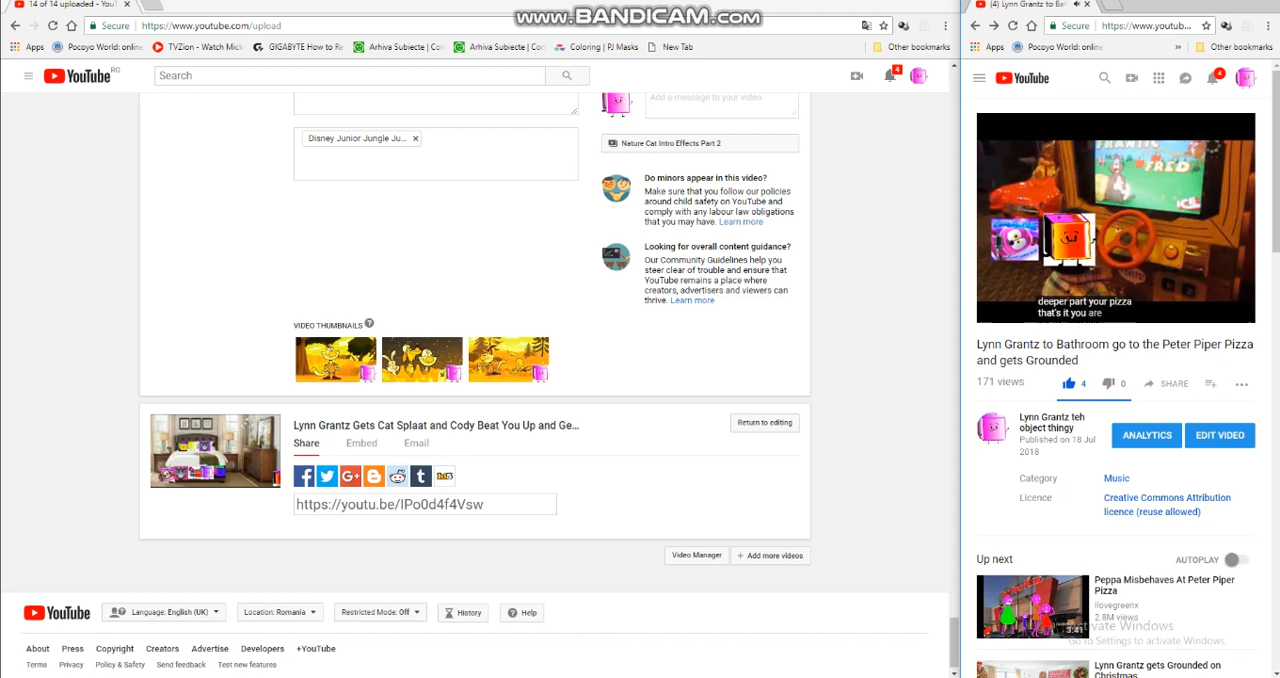 www.BANDICAM.com
14 of 14 uploaded - YouT
Secure
https://www.youtube.com/upload
Apps
Pocoyo World: online
TVZion - Watch Mick
GIGABYTE How to Re
Arhiva Subiecte | Con
Arhiva Subiecte | Con
Coloring | PJ Masks
New Tab
Other bookmarks
YouTube RO
Search
4
Add a message to your video
Disney Junior Jungle Ju...
Nature Cat Intro Effects Part 2
Do minors appear in this video?
Make sure that you follow our policies
around child safety on YouTube and
comply with any labour law obligations
that you may have. Learn more
Looking for overall content guidance?
Our Community Guidelines help you
steer clear of trouble and ensure that
YouTube remains a place where
creators, advertisers and viewers can
thrive. Learn more
VIDEO THUMBNAILS ?
Lynn Grantz Gets Cat Splaat and Cody Beat You Up and Ge...
Return to editing
Share
Embed
Email
https://youtu.be/IPo0d4f4Vsw
Video Manager
+ Add more videos
YouTube
Language: English (UK)
Location: Romania
Restricted Mode: Off
History
Help
About
Press
Copyright
Creators
Advertise
Developers
+YouTube
Terms
Privacy
Policy & Safety
Send feedback
Test new features
(4) Lynn Grantz to Bat
Secure
https://www.youtub...
Apps
Pocoyo World: online
»
Other bookmarks
YouTube
4
FRANTIC
FRED
deeper part your pizza
that's it you are
Lynn Grantz to Bathroom go to the Peter Piper Pizza
and gets Grounded
171 views
4
0
SHARE
Lynn Grantz teh
object thingy
Published on 18 Jul
2018
ANALYTICS
EDIT VIDEO
Category
Music
Licence
Creative Commons Attribution
licence (reuse allowed)
Up next
AUTOPLAY
Peppa Misbehaves At Peter Piper
Pizza
ilovegreenx
2.8M views
3:41
Activate Windows
Go to Settings to activate Windows.
Lynn Grantz gets Grounded on
Christmas